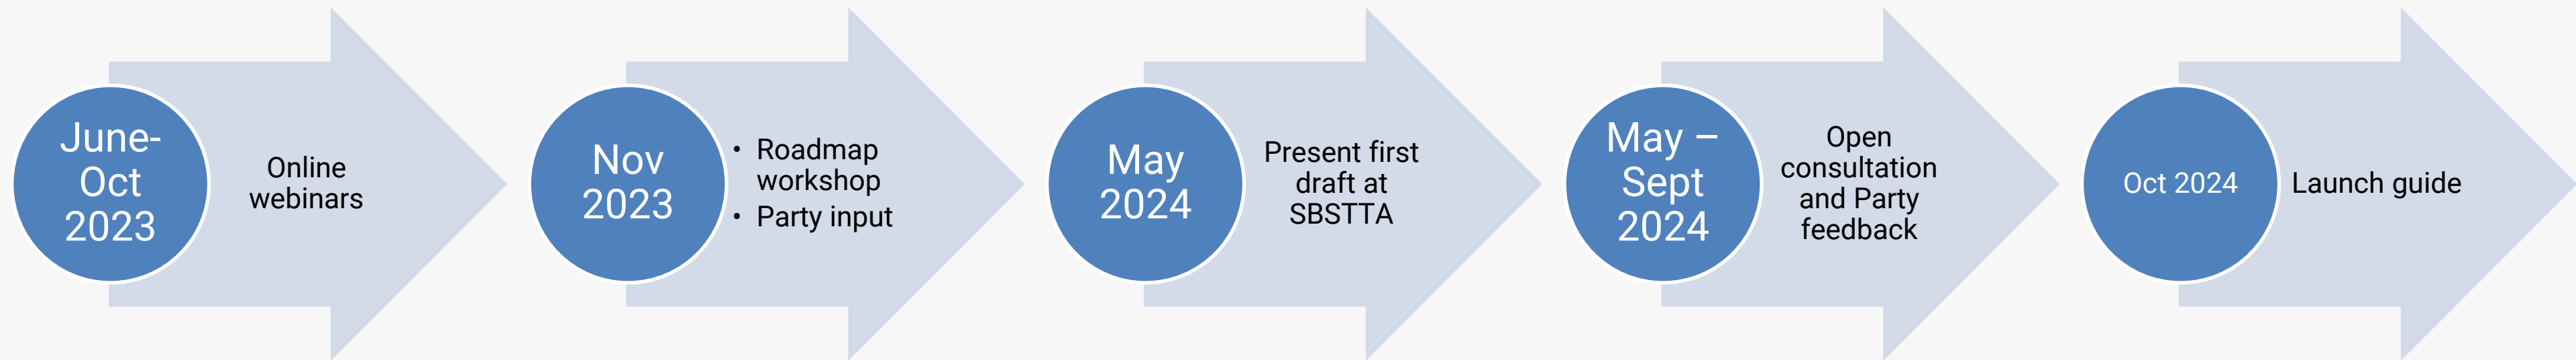 June-
Oct
2023
Online
webinars
Nov
2023
• Roadmap
workshop
• Party input
May
2024
Present first
draft at
SBSTTA
May –
Sept
2024
Open
consultation
and Party
feedback
Oct 2024
Launch guide